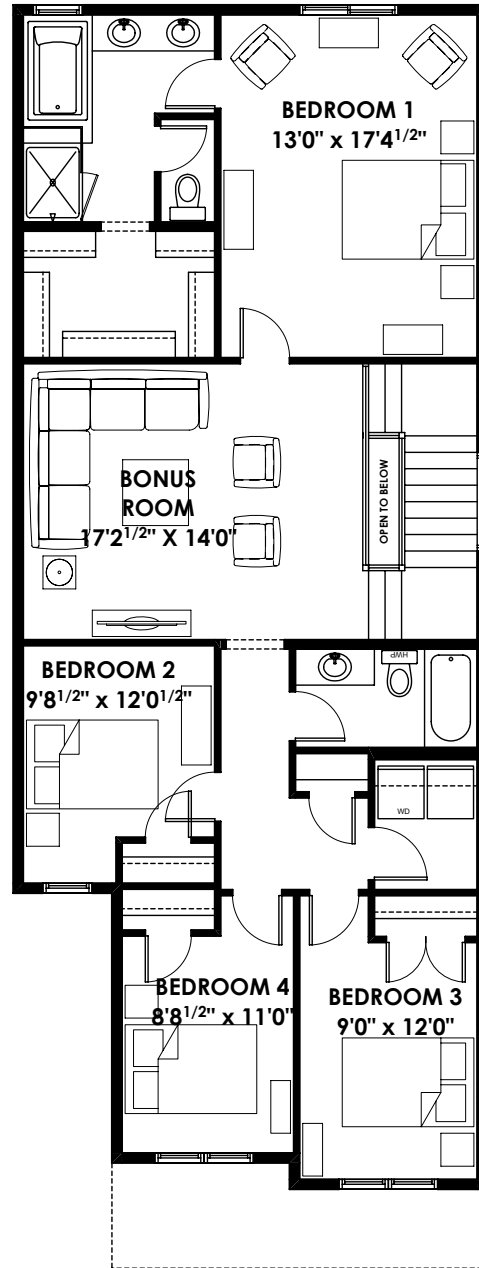 BEDROOM 1
13'0" x 17'4 1/2"
BONUS
ROOM
17'2 1/2" X 14'0"
OPEN TO BELOW
BEDROOM 2
9'8 1/2" x 12'0 1/2"
HWP
WD
BEDROOM 4
8'8 1/2" x 11'0"
BEDROOM 3
9'0" x 12'0"